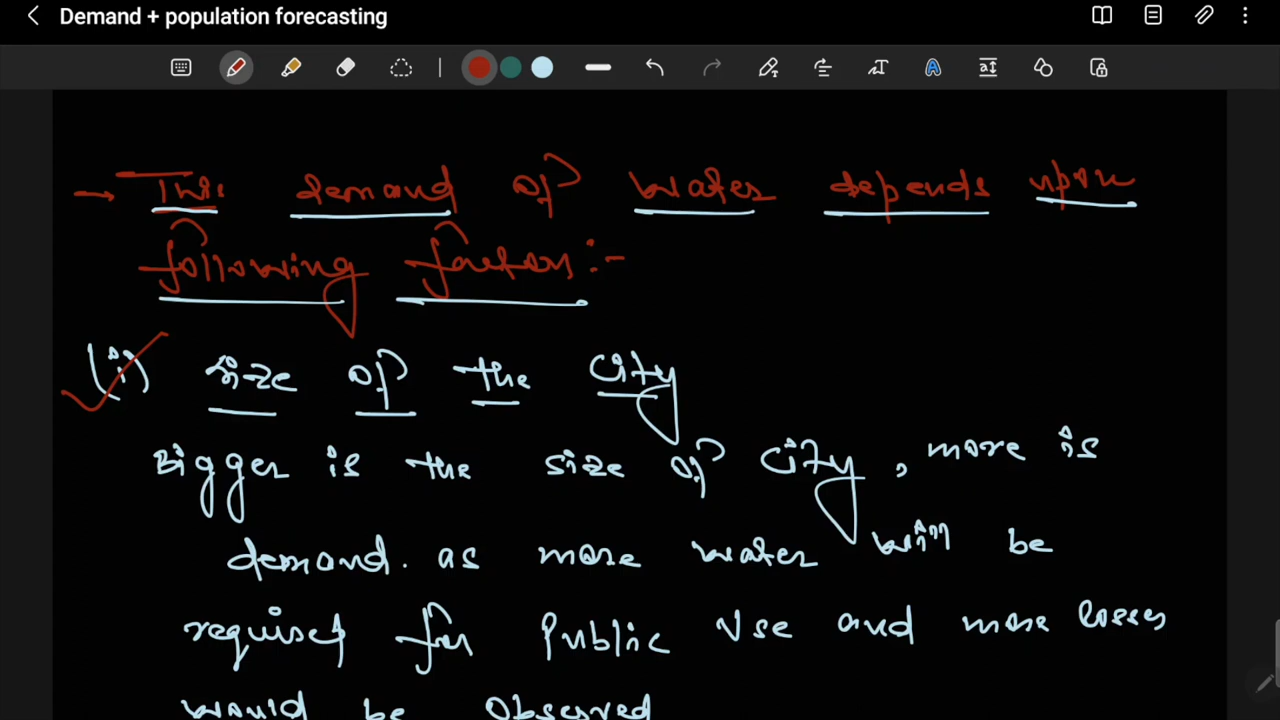 Demand + population forecasting
→ This demand of water depends upon
following factors :-
(i) size of the City
Bigger is the size of City, more is
demand. as more water will be
required for Public Use and more losses
would be observed